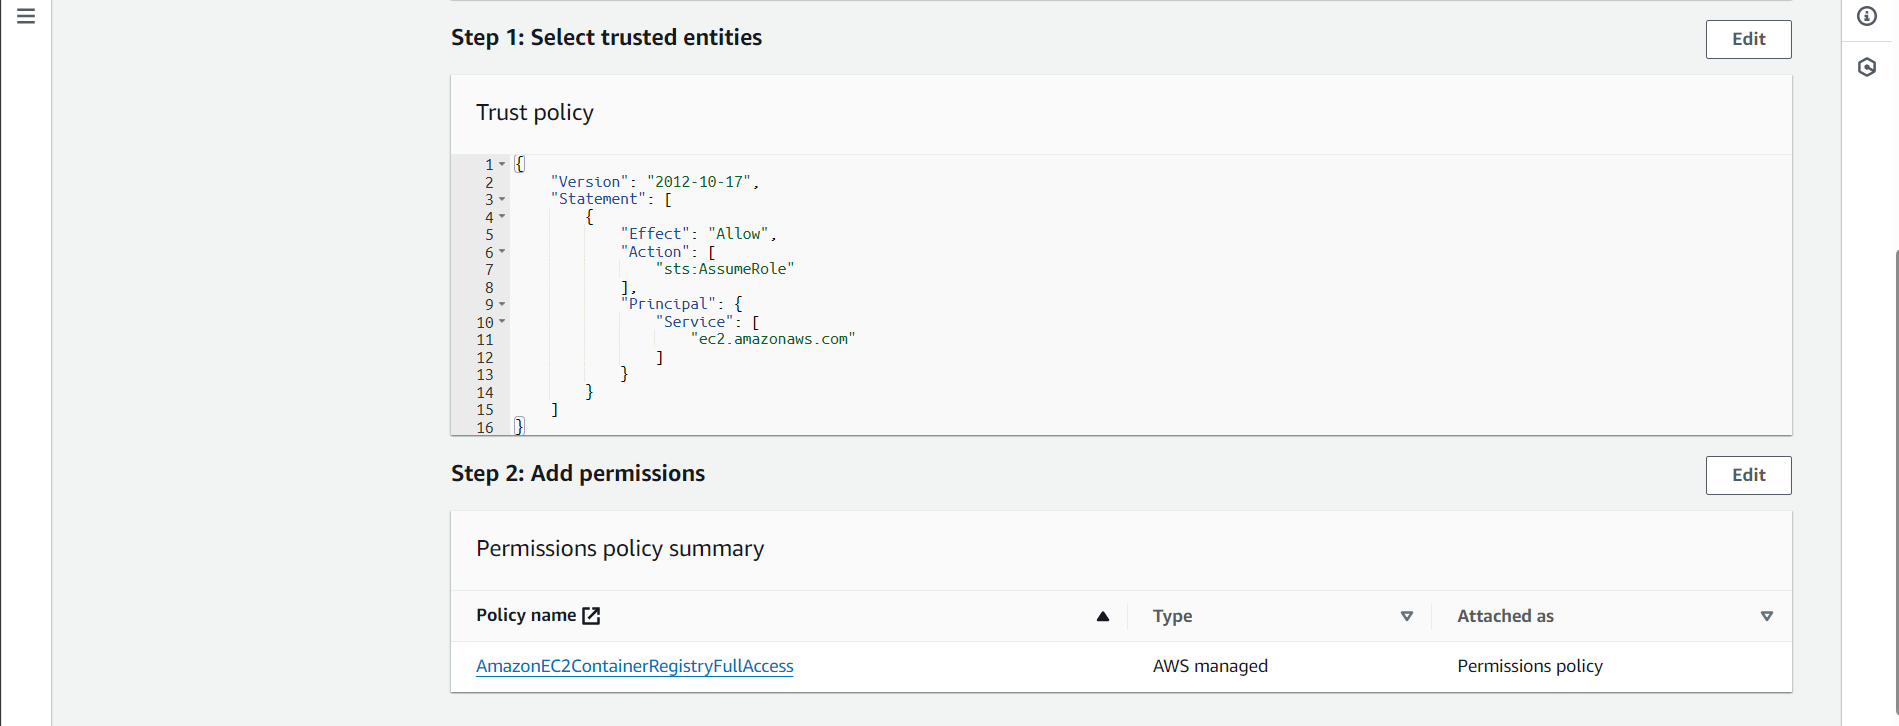 Step 1: Select trusted entities
Edit
Trust policy
1 {
2     "Version": "2012-10-17",
3     "Statement": [
4         {
5             "Effect": "Allow",
6             "Action": [
7                 "sts:AssumeRole"
8             ],
9             "Principal": {
10                 "Service": [
11                     "ec2.amazonaws.com"
12                 ]
13             }
14         }
15     ]
16 }
Step 2: Add permissions
Edit
Permissions policy summary
Policy name Type Attached as
AmazonEC2ContainerRegistryFullAccess AWS managed Permissions policy